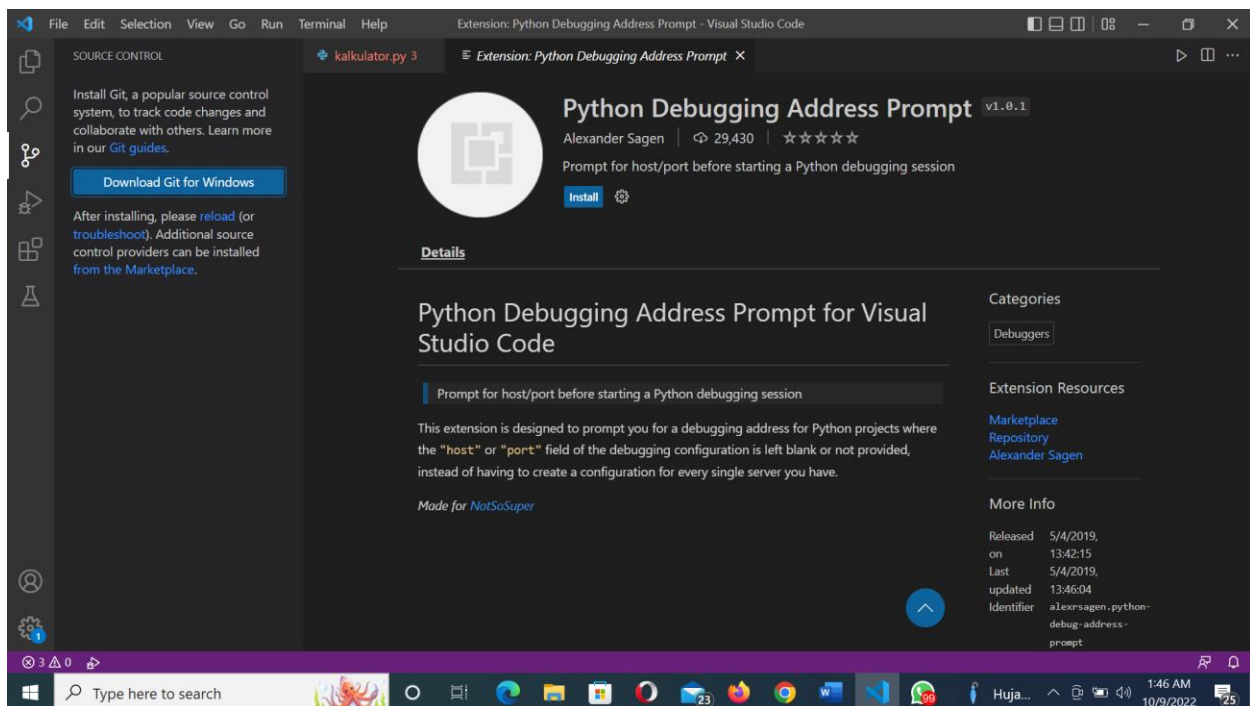 File Edit Selection View Go Run Terminal Help
Extension: Python Debugging Address Prompt - Visual Studio Code
SOURCE CONTROL
kalkulator.py 3
Extension: Python Debugging Address Prompt
Install Git, a popular source control
system, to track code changes and
collaborate with others. Learn more
in our Git guides.
Download Git for Windows
After installing, please reload (or
troubleshoot). Additional source
control providers can be installed
from the Marketplace.
Python Debugging Address Prompt v1.0.1
Alexander Sagen 29,430
Prompt for host/port before starting a Python debugging session
Install
Details
Python Debugging Address Prompt for Visual
Studio Code
Prompt for host/port before starting a Python debugging session
This extension is designed to prompt you for a debugging address for Python projects where
the "host" or "port" field of the debugging configuration is left blank or not provided,
instead of having to create a configuration for every single server you have.
Made for NotSoSuper
Categories
Debuggers
Extension Resources
Marketplace
Repository
Alexander Sagen
More Info
Released 5/4/2019,
on 13:42:15
Last 5/4/2019,
updated 13:46:04
Identifier alexrsagen.python-
debug-address-
prompt
1
3 0
Type here to search
23
99
Huja...
1:46 AM
10/9/2022
25